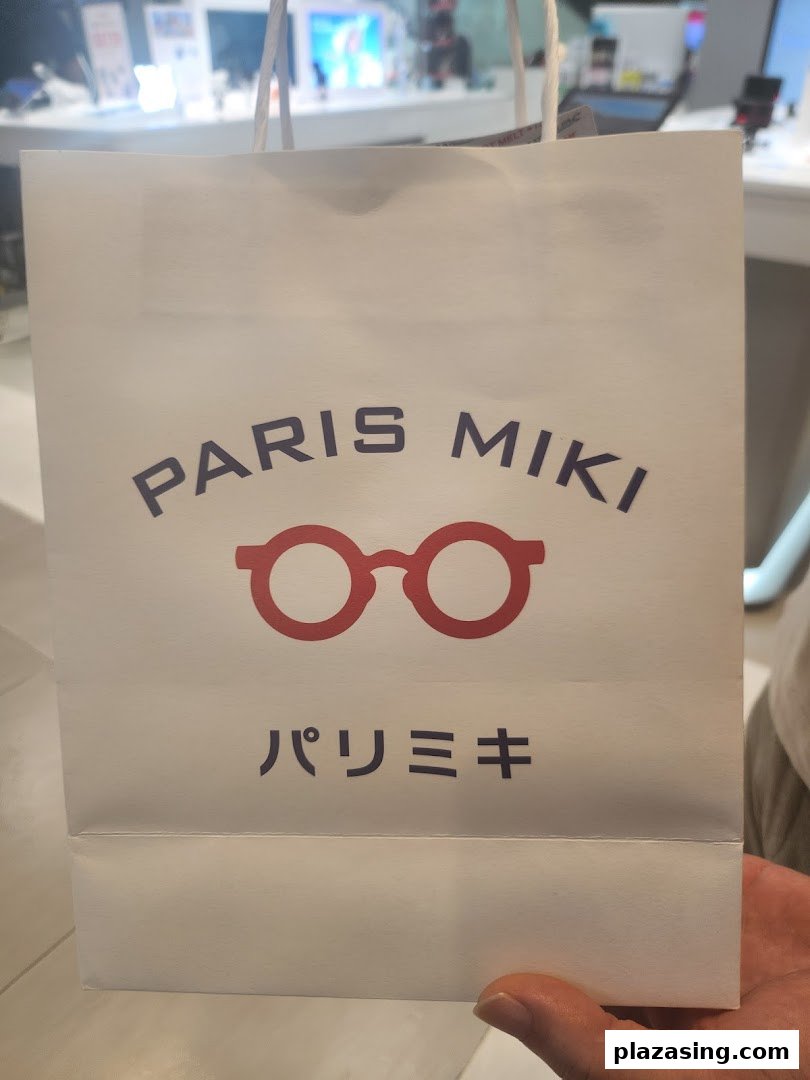 PARIS MIKI
パリミキ
plazasing.com